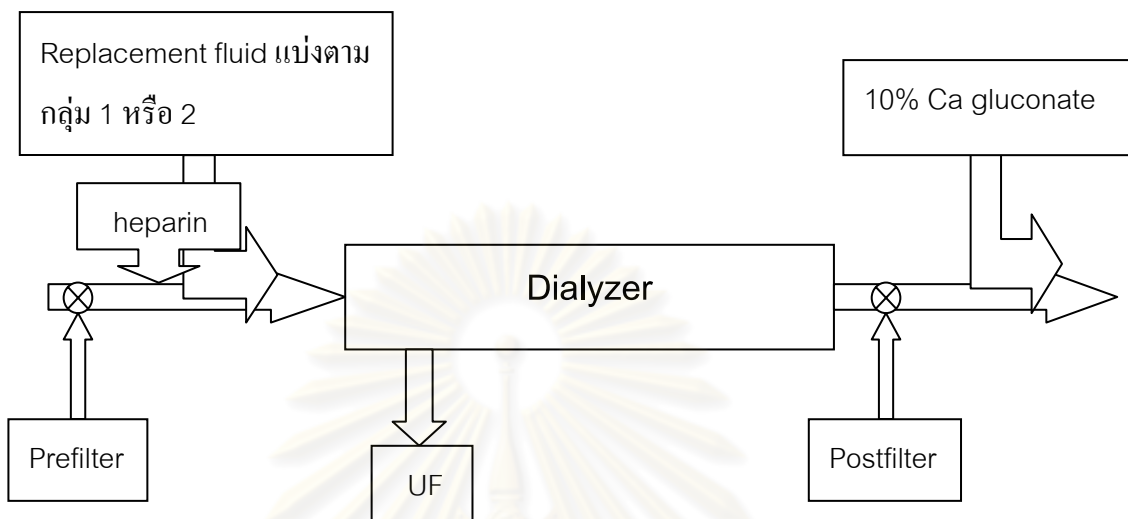 Replacement fluid แบ่งตาม
กลุ่ม 1 หรือ 2
10% Ca gluconate
heparin
Dialyzer
Prefilter
UF
Postfilter